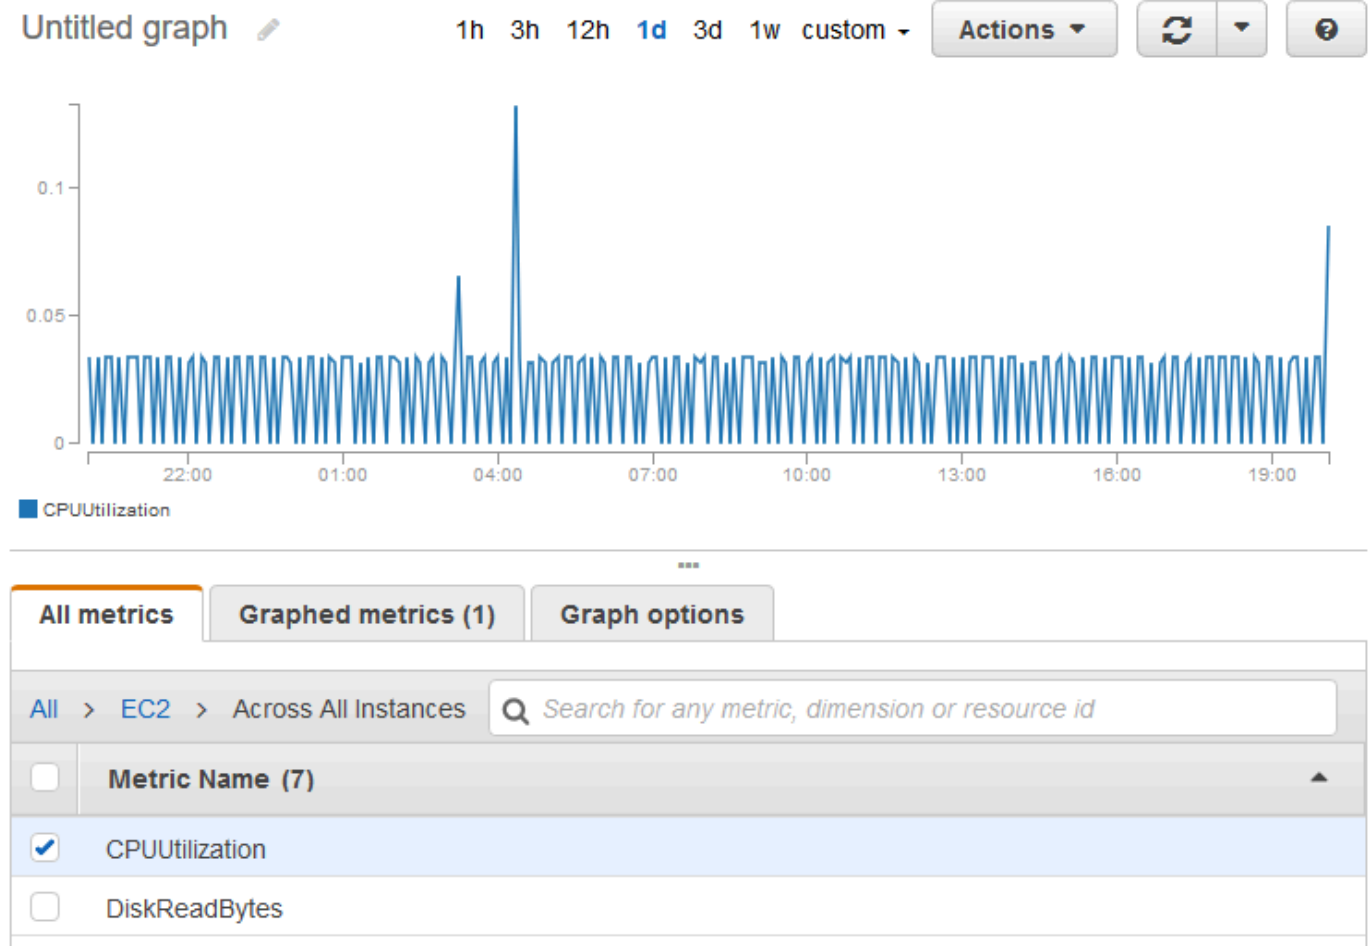 Untitled graph 1h 3h 12h 1d 3d 1w custom Actions
0.1
0.05
0
22:00 01:00 04:00 07:00 10:00 13:00 16:00 19:00
CPUUtilization
All metrics Graphed metrics (1) Graph options
All > EC2 > Across All Instances Search for any metric, dimension or resource id
Metric Name (7)
CPUUtilization
DiskReadBytes